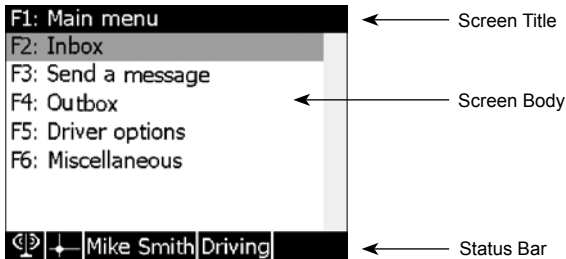 F1: Main menu
Screen Title
F2: Inbox
F3: Send a message
F4: Outbox
Screen Body
F5: Driver options
F6: Miscellaneous
Mike Smith Driving
Status Bar